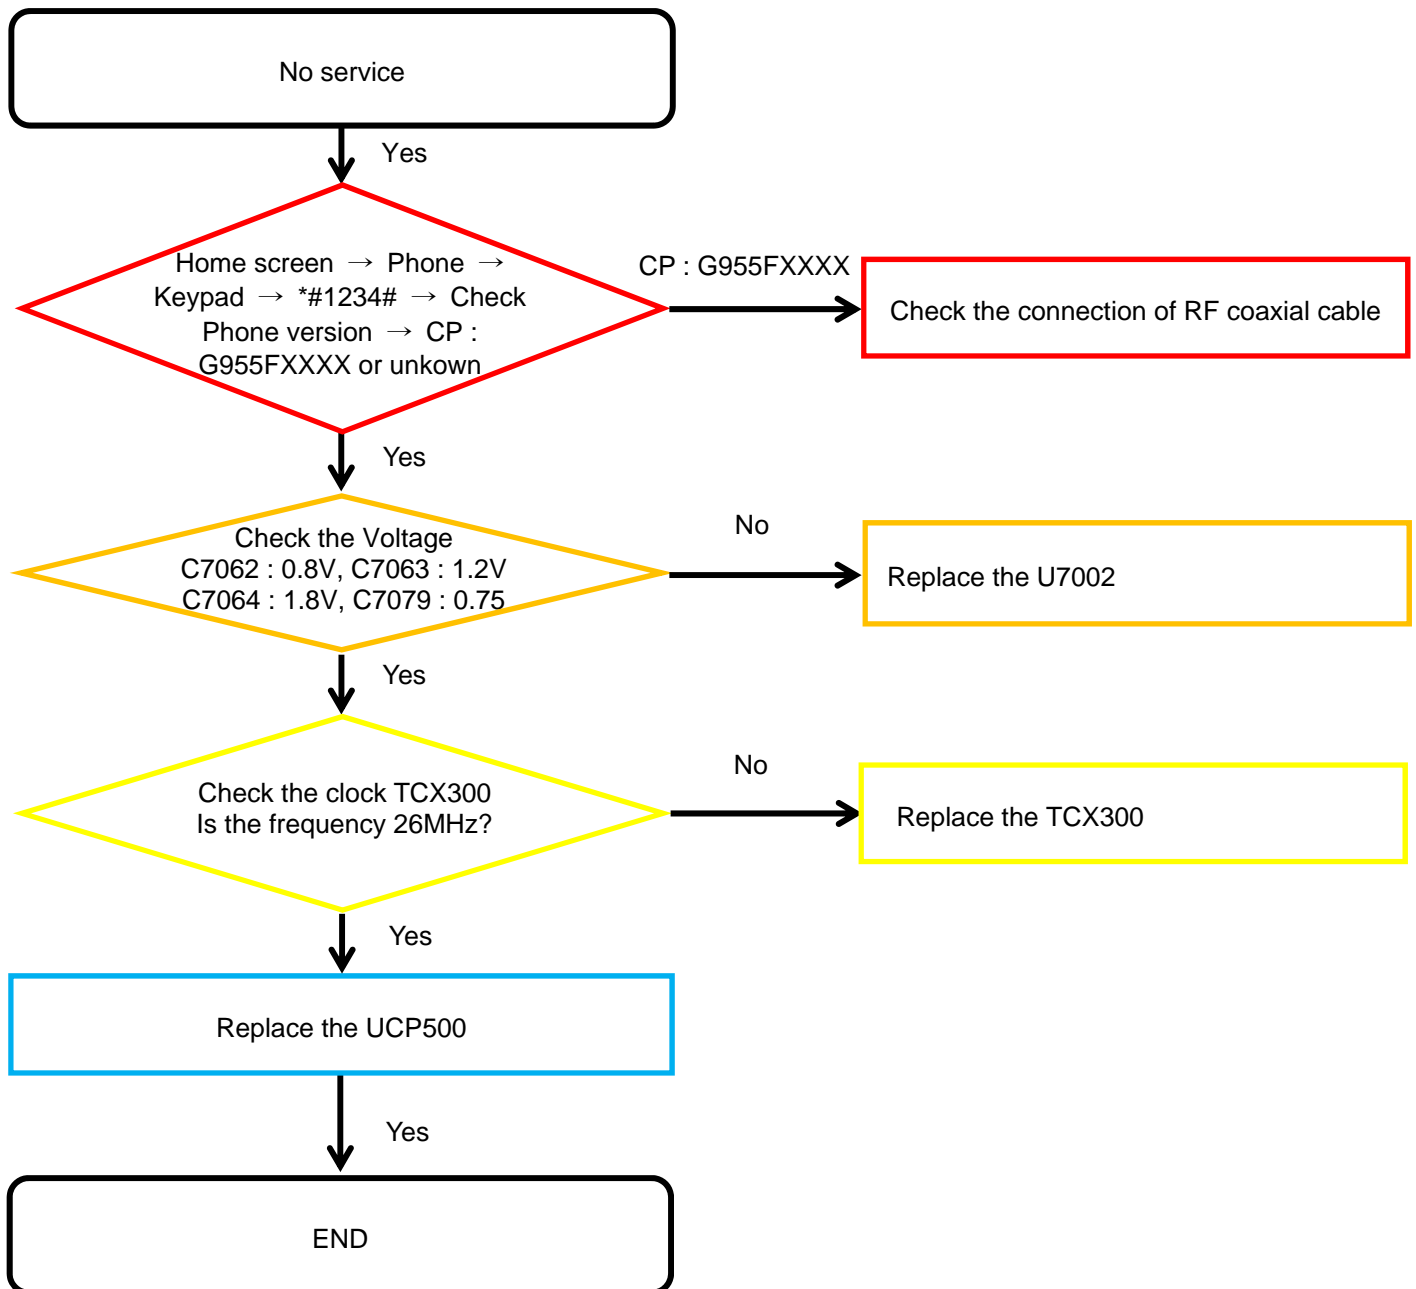 No service
Yes
Home screen → Phone →
Keypad → *#1234# → Check
Phone version → CP :
G955FXXXX or unkown
CP : G955FXXXX
Check the connection of RF coaxial cable
Yes
Check the Voltage
C7062 : 0.8V, C7063 : 1.2V
C7064 : 1.8V, C7079 : 0.75
No
Replace the U7002
Yes
Check the clock TCX300
Is the frequency 26MHz?
No
Replace the TCX300
Yes
Replace the UCP500
Yes
END